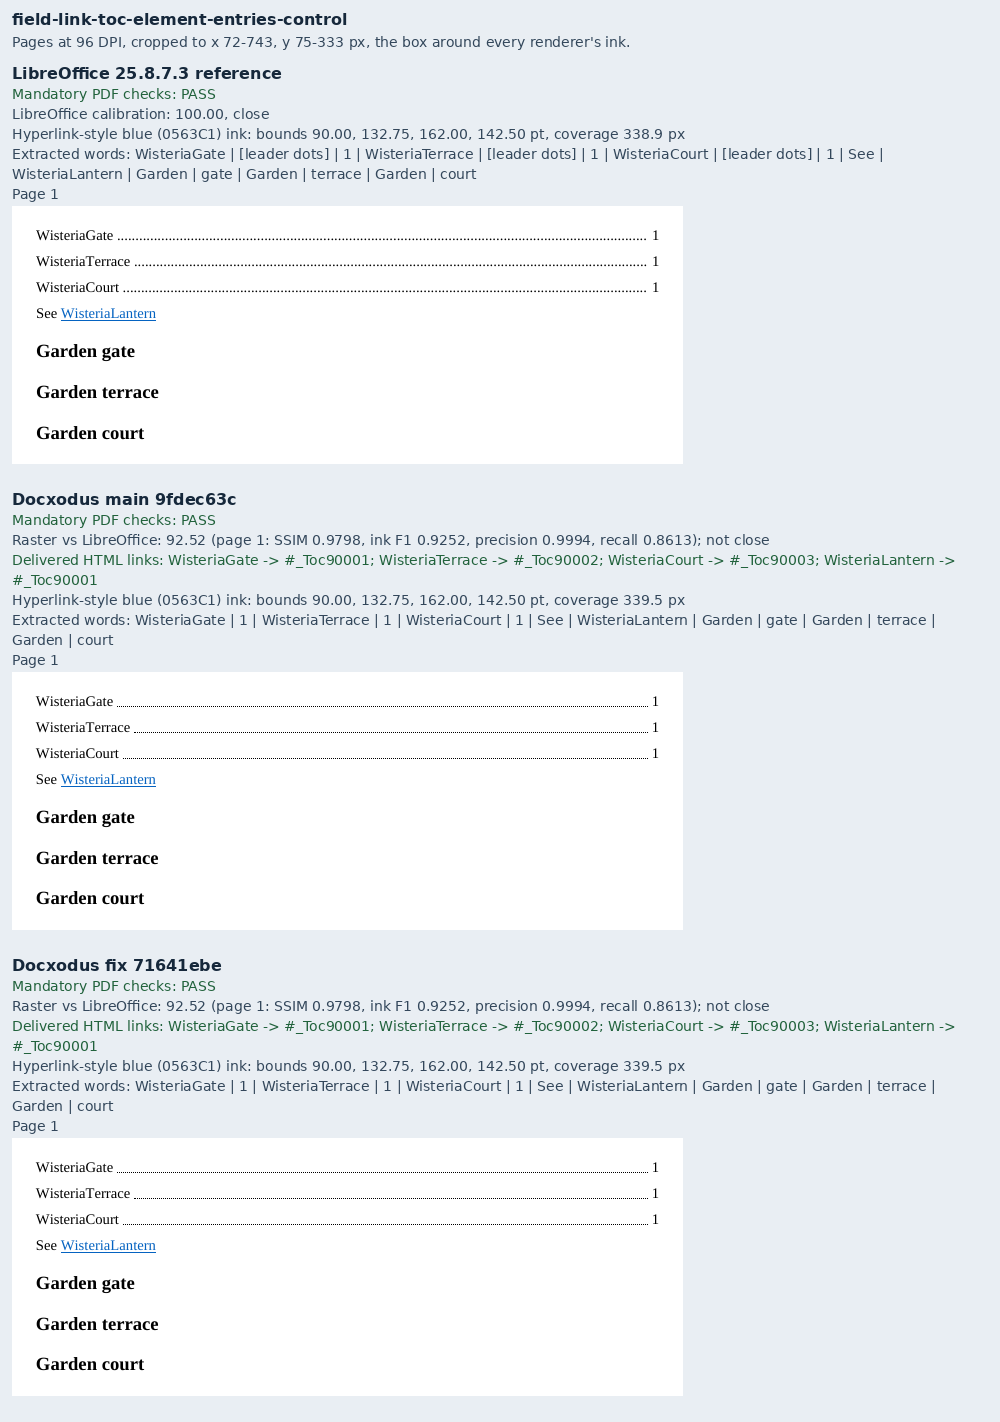 field-link-toc-element-entries-control
Pages at 96 DPI, cropped to x 72-743, y 75-333 px, the box around every renderer's ink.
LibreOffice 25.8.7.3 reference
Mandatory PDF checks: PASS
LibreOffice calibration: 100.00, close
Hyperlink-style blue (0563C1) ink: bounds 90.00, 132.75, 162.00, 142.50 pt, coverage 338.9 px
Extracted words: WisteriaGate | [leader dots] | 1 | WisteriaTerrace | [leader dots] | 1 | WisteriaCourt | [leader dots] | 1 | See |
WisteriaLantern | Garden | gate | Garden | terrace | Garden | court
Page 1
WisteriaGate ........................................ 1
WisteriaTerrace ........................................ 1
WisteriaCourt ........................................ 1
See WisteriaLantern
Garden gate
Garden terrace
Garden court
Docxodus main 9fdec63c
Mandatory PDF checks: PASS
Raster vs LibreOffice: 92.52 (page 1: SSIM 0.9798, ink F1 0.9252, precision 0.9994, recall 0.8613); not close
Delivered HTML links: WisteriaGate -> #_Toc90001; WisteriaTerrace -> #_Toc90002; WisteriaCourt -> #_Toc90003; WisteriaLantern ->
#_Toc90001
Hyperlink-style blue (0563C1) ink: bounds 90.00, 132.75, 162.00, 142.50 pt, coverage 339.5 px
Extracted words: WisteriaGate | 1 | WisteriaTerrace | 1 | WisteriaCourt | 1 | See | WisteriaLantern | Garden | gate | Garden | terrace |
Garden | court
Page 1
WisteriaGate ........................................ 1
WisteriaTerrace ........................................ 1
WisteriaCourt ........................................ 1
See WisteriaLantern
Garden gate
Garden terrace
Garden court
Docxodus fix 71641ebe
Mandatory PDF checks: PASS
Raster vs LibreOffice: 92.52 (page 1: SSIM 0.9798, ink F1 0.9252, precision 0.9994, recall 0.8613); not close
Delivered HTML links: WisteriaGate -> #_Toc90001; WisteriaTerrace -> #_Toc90002; WisteriaCourt -> #_Toc90003; WisteriaLantern ->
#_Toc90001
Hyperlink-style blue (0563C1) ink: bounds 90.00, 132.75, 162.00, 142.50 pt, coverage 339.5 px
Extracted words: WisteriaGate | 1 | WisteriaTerrace | 1 | WisteriaCourt | 1 | See | WisteriaLantern | Garden | gate | Garden | terrace |
Garden | court
Page 1
WisteriaGate ........................................ 1
WisteriaTerrace ........................................ 1
WisteriaCourt ........................................ 1
See WisteriaLantern
Garden gate
Garden terrace
Garden court